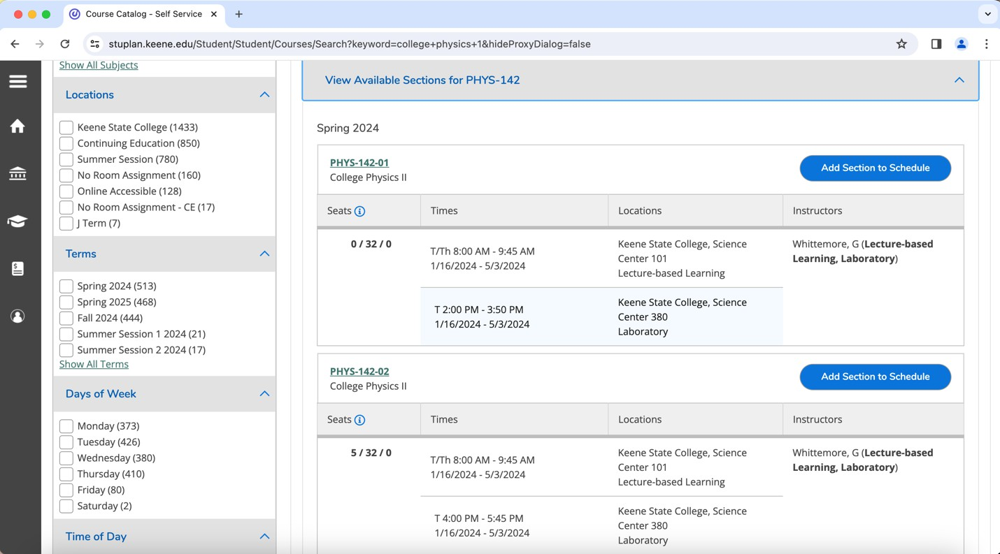 Course Catalog - Self Service
stuplan.keene.edu/Student/Student/Courses/Search?keyword=college+physics+1&hideProxyDialog=false
Show All Subjects
Locations
Keene State College (1433)
Continuing Education (850)
Summer Session (780)
No Room Assignment (160)
Online Accessible (128)
No Room Assignment - CE (17)
J Term (7)
Terms
Spring 2024 (513)
Spring 2025 (468)
Fall 2024 (444)
Summer Session 1 2024 (21)
Summer Session 2 2024 (17)
Show All Terms
Days of Week
Monday (373)
Tuesday (426)
Wednesday (380)
Thursday (410)
Friday (80)
Saturday (2)
Time of Day
View Available Sections for PHYS-142
Spring 2024
PHYS-142-01
College Physics II
Add Section to Schedule
Seats Times Locations Instructors
0 / 32 / 0
T/Th 8:00 AM - 9:45 AM
1/16/2024 - 5/3/2024
Keene State College, Science
Center 101
Lecture-based Learning
Whittemore, G (Lecture-based
Learning, Laboratory)
T 2:00 PM - 3:50 PM
1/16/2024 - 5/3/2024
Keene State College, Science
Center 380
Laboratory
PHYS-142-02
College Physics II
Add Section to Schedule
Seats Times Locations Instructors
5 / 32 / 0
T/Th 8:00 AM - 9:45 AM
1/16/2024 - 5/3/2024
Keene State College, Science
Center 101
Lecture-based Learning
Whittemore, G (Lecture-based
Learning, Laboratory)
T 4:00 PM - 5:45 PM
1/16/2024 - 5/3/2024
Keene State College, Science
Center 380
Laboratory